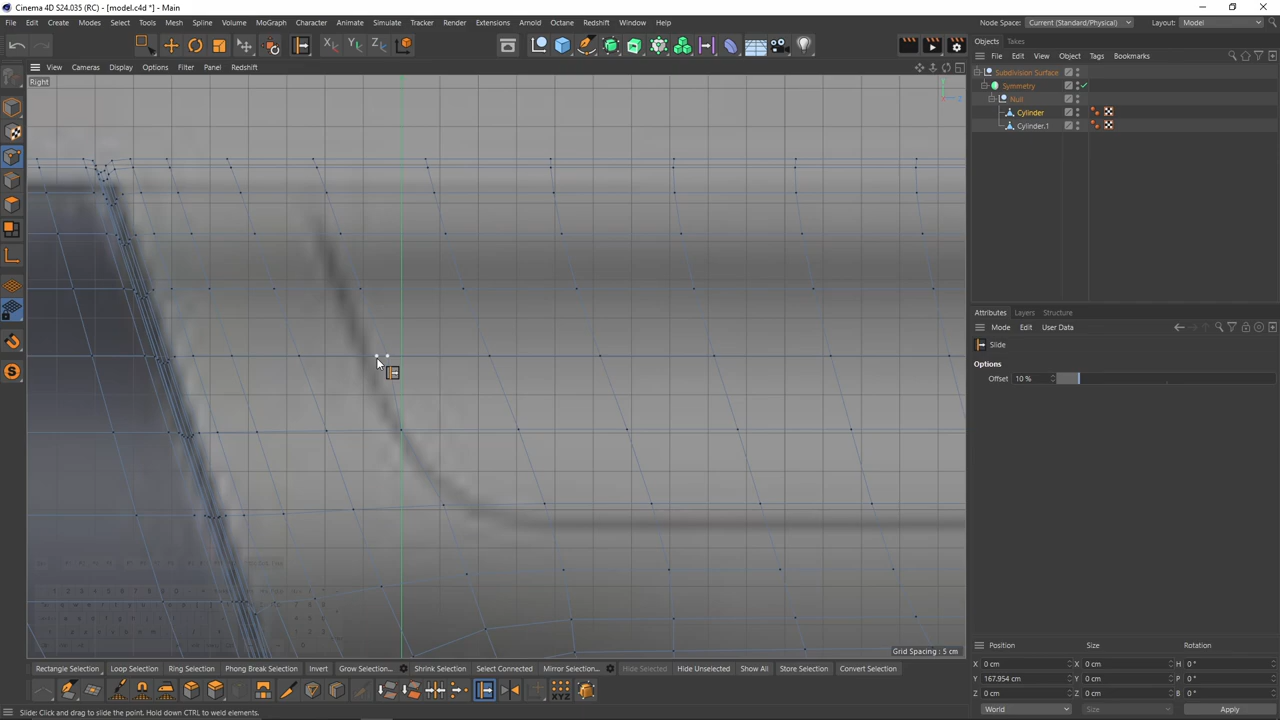 Cinema 4D S24.035 (RC) - [model.c4d *] - Main
File Edit Create Modes Select Tools Mesh Spline Volume MoGraph Character Animate Simulate Tracker Render Extensions Arnold Octane Redshift Window Help Node Space: Current (Standard/Physical) Layout: Model
X Y Z
View Cameras Display Options Filter Panel Redshift
Right
Objects Takes
File Edit View Object Tags Bookmarks
Subdivision Surface
Symmetry
Null
Cylinder
Cylinder.1
Attributes Layers Structure
Mode Edit User Data
Slide
Options
Offset 10 %
Grid Spacing : 5 cm
Rectangle Selection Loop Selection Ring Selection Phong Break Selection Invert Grow Selection... Shrink Selection Select Connected Mirror Selection... Hide Selected Hide Unselected Show All Store Selection Convert Selection
Position Size Rotation
X 0 cm X 0 cm H 0 °
Y 167.954 cm Y 0 cm P 0 °
Z 0 cm Z 0 cm B 0 °
World Size Apply
Slide: Click and drag to slide the point. Hold down CTRL to weld elements.